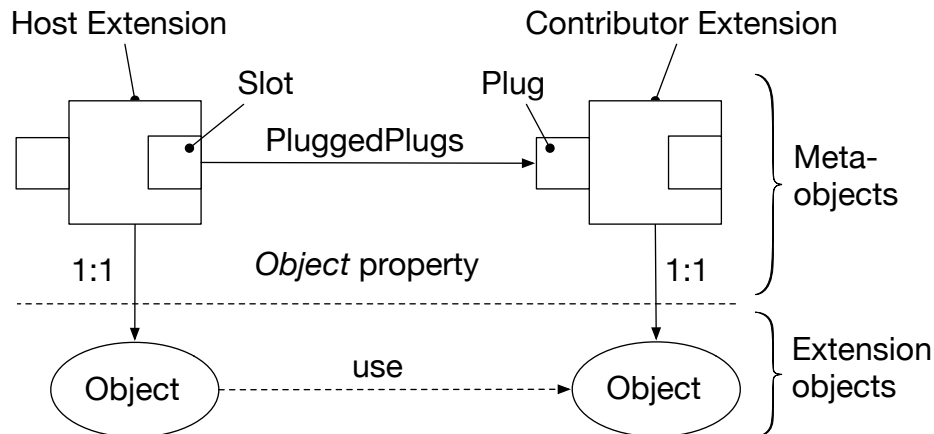 Host Extension
Contributor Extension
Slot
Plug
PluggedPlugs
Meta-
objects
1:1
Object property
1:1
Object
use
Object
Extension
objects